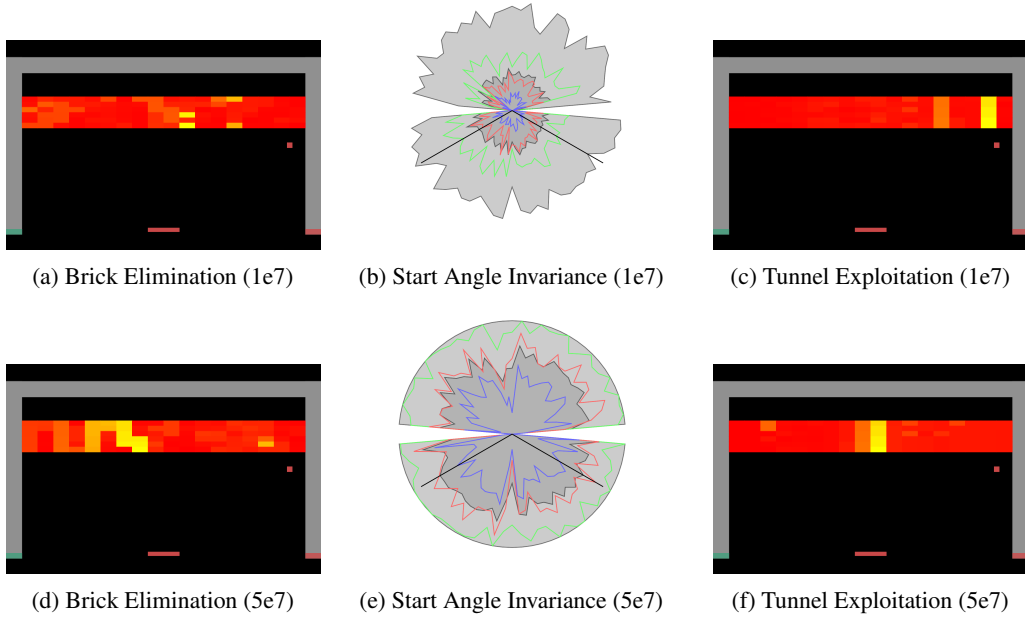 (a) Brick Elimination (1e7)
(b) Start Angle Invariance (1e7)
(c) Tunnel Exploitation (1e7)
(d) Brick Elimination (5e7)
(e) Start Angle Invariance (5e7)
(f) Tunnel Exploitation (5e7)